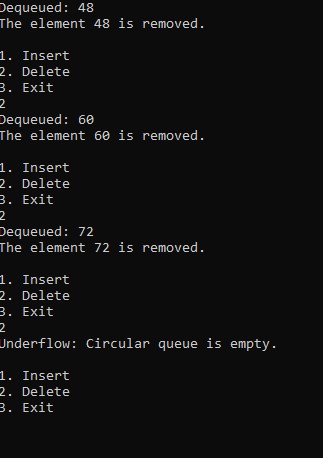 Dequeued: 48
The element 48 is removed.
1. Insert
2. Delete
3. Exit
2
Dequeued: 60
The element 60 is removed.
1. Insert
2. Delete
3. Exit
2
Dequeued: 72
The element 72 is removed.
1. Insert
2. Delete
3. Exit
2
Underflow: Circular queue is empty.
1. Insert
2. Delete
3. Exit